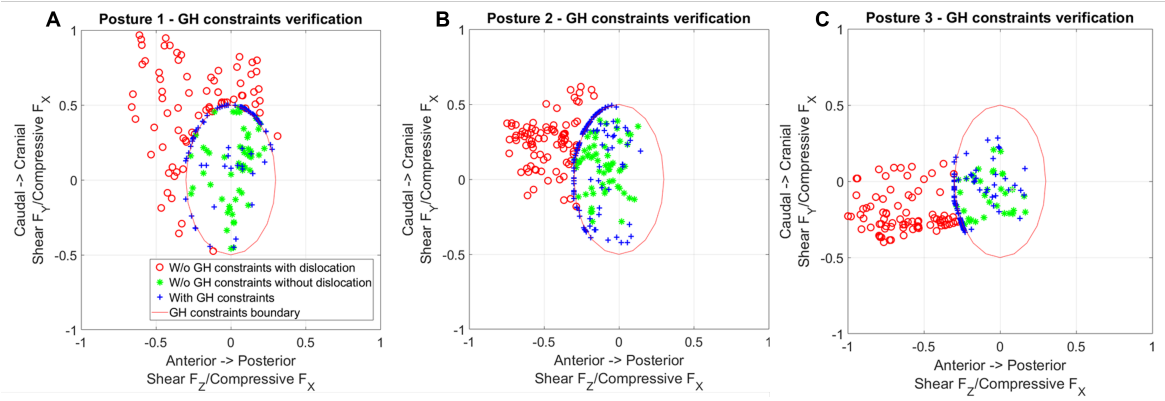 A
Posture 1 - GH constraints verification
1
0.5
0
-0.5
-1
-1
-0.5
0
0.5
1
Caudal -> Cranial
Shear F_Y/Compressive F_X
Anterior -> Posterior
Shear F_Z/Compressive F_X
W/o GH constraints with dislocation
W/o GH constraints without dislocation
With GH constraints
GH constraints boundary
B
Posture 2 - GH constraints verification
1
0.5
0
-0.5
-1
-1
-0.5
0
0.5
1
Caudal -> Cranial
Shear F_Y/Compressive F_X
Anterior -> Posterior
Shear F_Z/Compressive F_X
C
Posture 3 - GH constraints verification
1
0.5
0
-0.5
-1
-1
-0.5
0
0.5
1
Caudal -> Cranial
Shear F_Y/Compressive F_X
Anterior -> Posterior
Shear F_Z/Compressive F_X